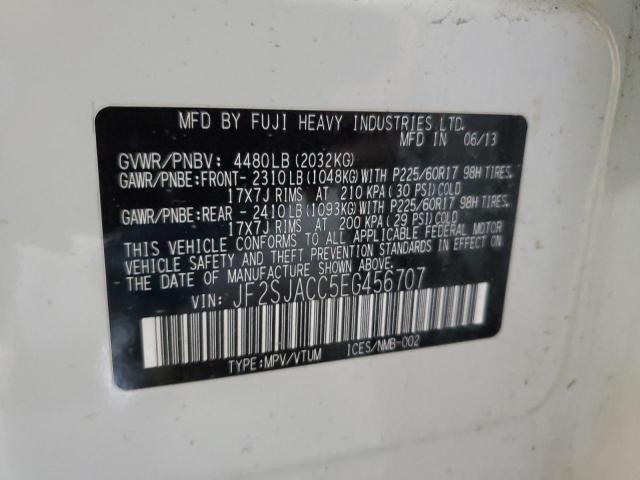 MFD BY FUJI HEAVY INDUSTRIES LTD.
MFD IN 06/13
GVWR/PNBV: 4480LB(2032KG)
GAWR/PNBE:FRONT- 2310LB(1048KG)WITH P225/60R17 98H TIRES,
17X7J RIMS AT 210 KPA(30 PSI)COLD
GAWR/PNBE:REAR - 2410LB(1093KG)WITH P225/60R17 98H TIRES,
17X7J RIMS AT 200 KPA(29 PSI)COLD
THIS VEHICLE CONFORMS TO ALL APPLICABLE FEDERAL MOTOR
VEHICLE SAFETY AND THEFT PREVENTION STANDARDS IN EFFECT ON
THE DATE OF MANUFACTURE SHOWN ABOVE.
VIN: JF2SJACC5EG456707
TYPE:MPV/VTUM ICES/NMB-002